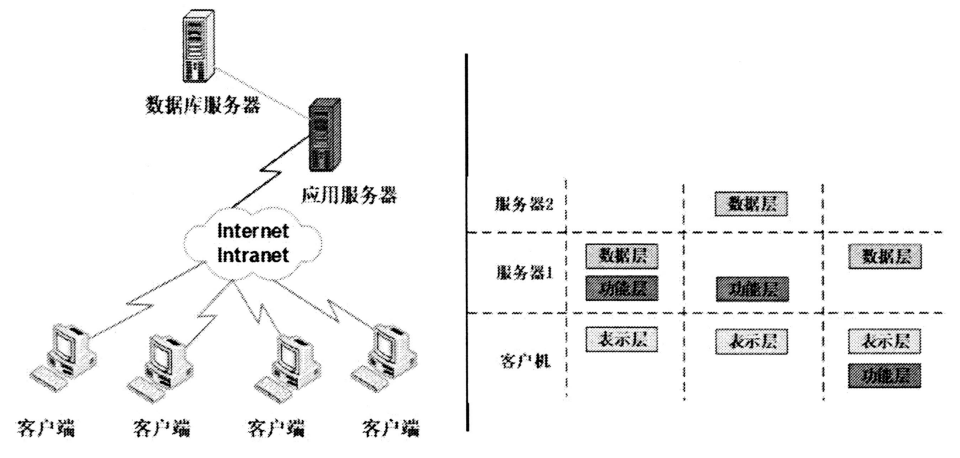 数据库服务器
应用服务器
Internet
Intranet
客户端 客户端 客户端 客户端
服务器2 数据层
服务器1 数据层 数据层
功能层 功能层
客户机 表示层 表示层 表示层
功能层